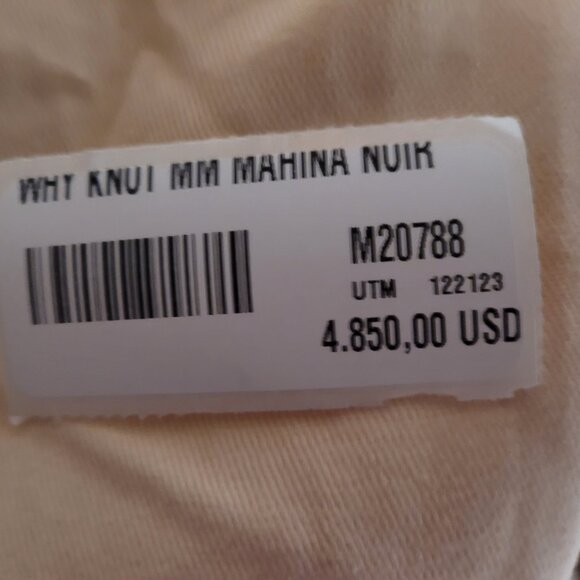 WHY KNOT MM MAHINA NOIR
M20788
UTM 122123
4.850,00 USD